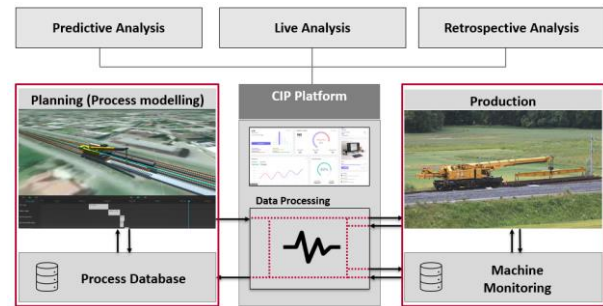 Predictive Analysis
Live Analysis
Retrospective Analysis
Planning (Process modelling)
CIP Platform
Production
Data Processing
Process Database
Machine
Monitoring